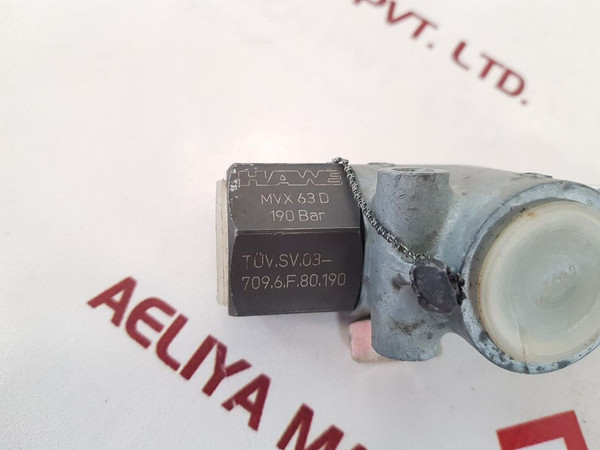 PVT. LTD.
HAWE
MVX 63 D
190 Bar
TÜV.SV.03-
709.6.F.80.190
AELIYA MA